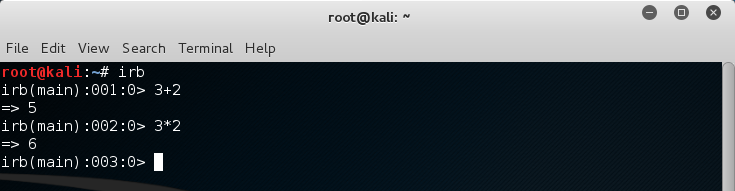 root@kali: ~
File Edit View Search Terminal Help
root@kali:~# irb
irb(main):001:0> 3+2
=> 5
irb(main):002:0> 3*2
=> 6
irb(main):003:0>